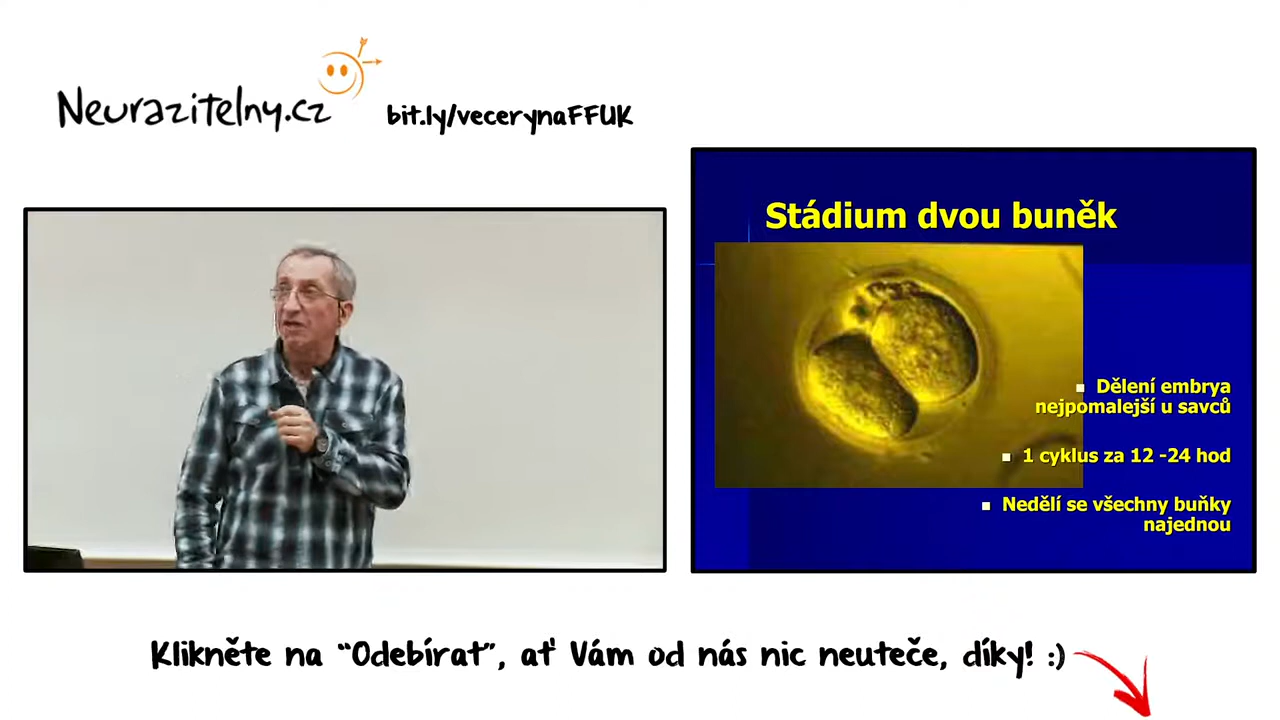 Neurazitelny.cz
bit.ly/vecerynaFFUK
Stádium dvou buněk
Dělení embrya
nejpomalejší u savců
1 cyklus za 12 -24 hod
Nedělí se všechny buňky
najednou
Klikněte na “Odebírat”, ať Vám od nás nic neuteče, díky! :)